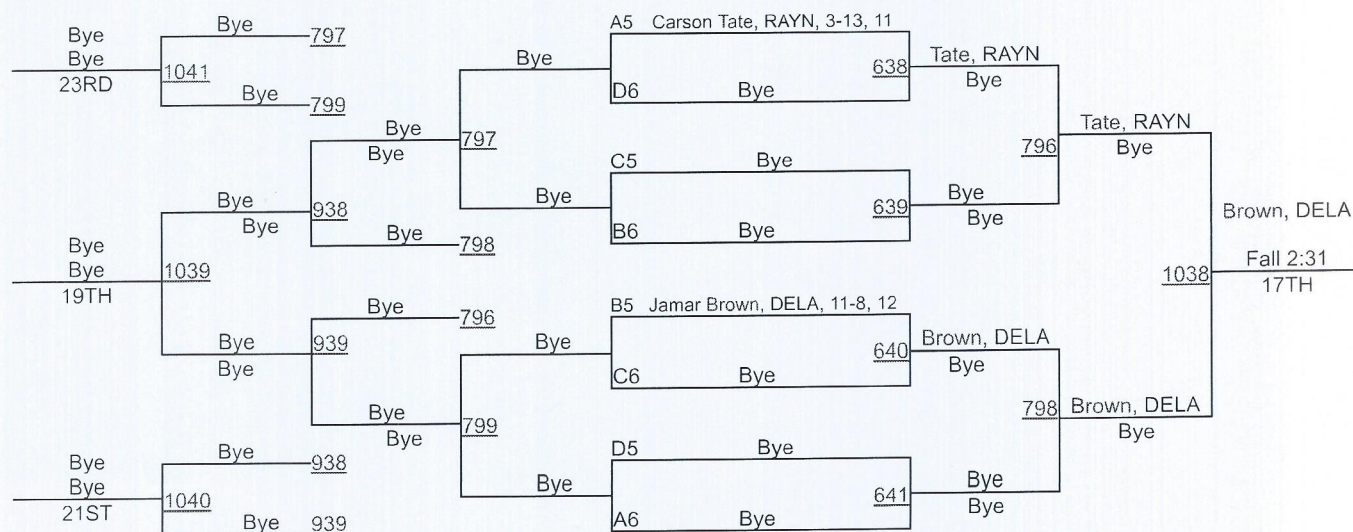 Bye
Bye
23RD
1041
Bye
797
Bye
799
Bye
Bye
19TH
1039
Bye
Bye
938
Bye
Bye
797
Bye
798
Bye
Bye
939
Bye
796
Bye
Bye
799
Bye
Bye
21ST
1040
Bye
938
Bye
939
Bye
Bye
Bye
Bye
A5 Carson Tate, RAYN, 3-13, 11
D6 Bye
638
C5 Bye
B6 Bye
639
B5 Jamar Brown, DELA, 11-8, 12
C6 Bye
640
D5 Bye
A6 Bye
641
Tate, RAYN
Bye
796
Bye
Bye
Brown, DELA
Bye
798
Bye
Bye
Tate, RAYN
Bye
1038
Brown, DELA
Bye
Brown, DELA
Fall 2:31
17TH